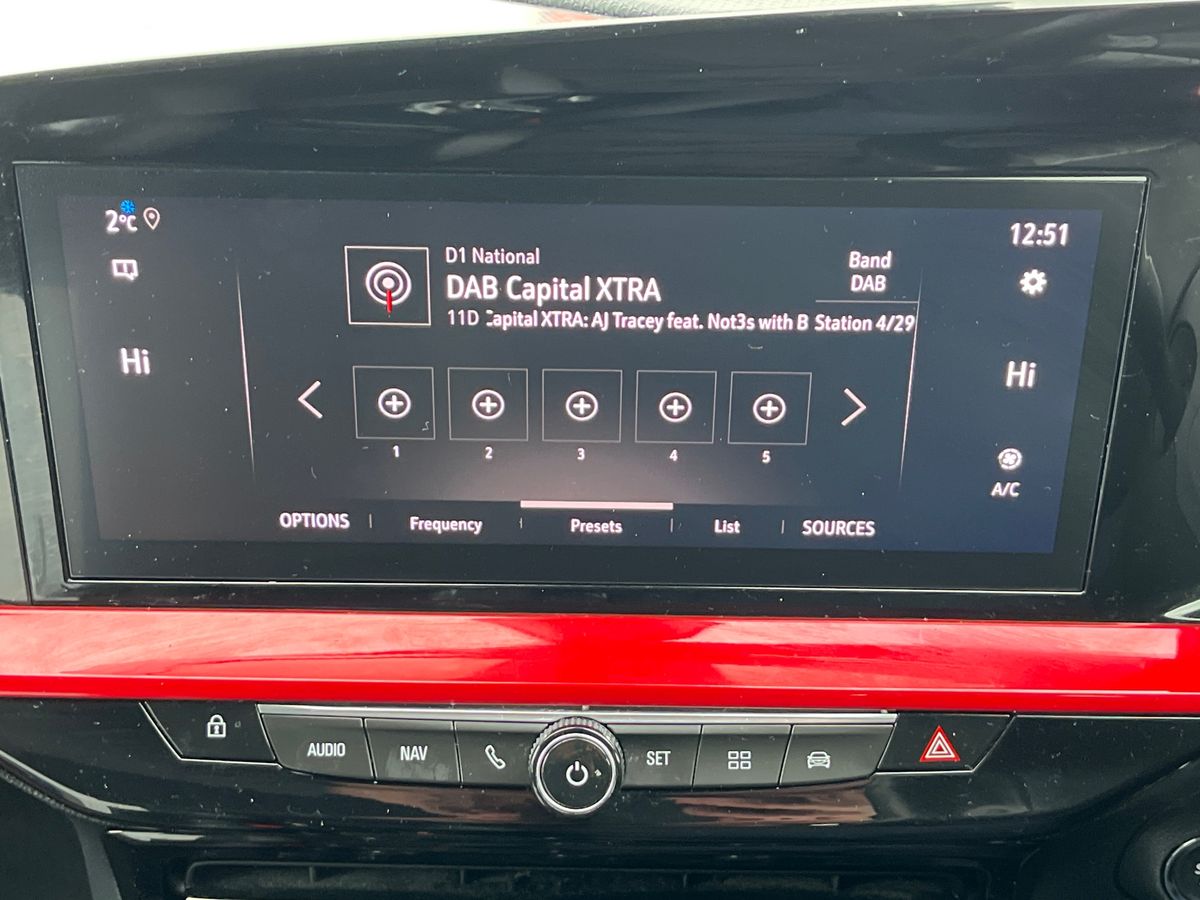 2°C
12:51
D1 National
DAB Capital XTRA
11D Capital XTRA: AJ Tracey feat. Not3s with B
Band
DAB
Station 4/29
Hi
Hi
1 2 3 4 5
A/C
OPTIONS Frequency Presets List SOURCES
AUDIO NAV SET